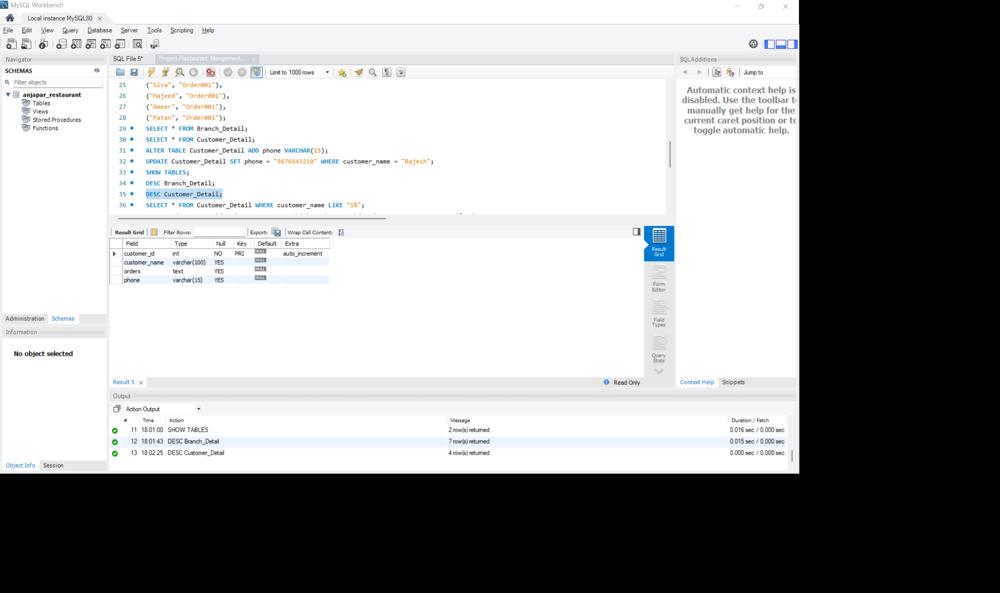 MySQL Workbench
Local instance MySQL80
File Edit View Query Database Server Tools Scripting Help
Navigator
SCHEMAS
Filter objects
anjapar_restaurant
Tables
Views
Stored Procedures
Functions
Administration Schemas
Information
No object selected
Object Info Session
SQL File 5* Project-Restaurant Mangement...
Limit to 1000 rows
25 ("Siva", "Order001"),
26 ("Majeed", "Order001"),
27 ("Ameer", "Order001"),
28 ("Patan", "Order001");
29 SELECT * FROM Branch_Detail;
30 SELECT * FROM Customer_Detail;
31 ALTER TABLE Customer_Detail ADD phone VARCHAR(15);
32 UPDATE Customer_Detail SET phone = "9876543210" WHERE customer_name = "Rajesh";
33 SHOW TABLES;
34 DESC Branch_Detail;
35 DESC Customer_Detail;
36 SELECT * FROM Customer_Detail WHERE customer_name LIKE "S%";
Result Grid Filter Rows: Export: Wrap Cell Content:
Field Type Null Key Default Extra
customer_id int NO PRI NULL auto_increment
customer_name varchar(100) YES NULL
orders text YES NULL
phone varchar(15) YES NULL
Result Grid
Form Editor
Field Types
Query Stats
Result 5 Read Only
SQLAdditions
Jump to
Automatic context help is
disabled. Use the toolbar t
manually get help for the
current caret position or to
toggle automatic help.
Context Help Snippets
Output
Action Output
# Time Action Message Duration / Fetch
11 18:01:00 SHOW TABLES 2 row(s) returned 0.016 sec / 0.000 sec
12 18:01:43 DESC Branch_Detail 7 row(s) returned 0.015 sec / 0.000 sec
13 18:02:25 DESC Customer_Detail 4 row(s) returned 0.000 sec / 0.000 sec